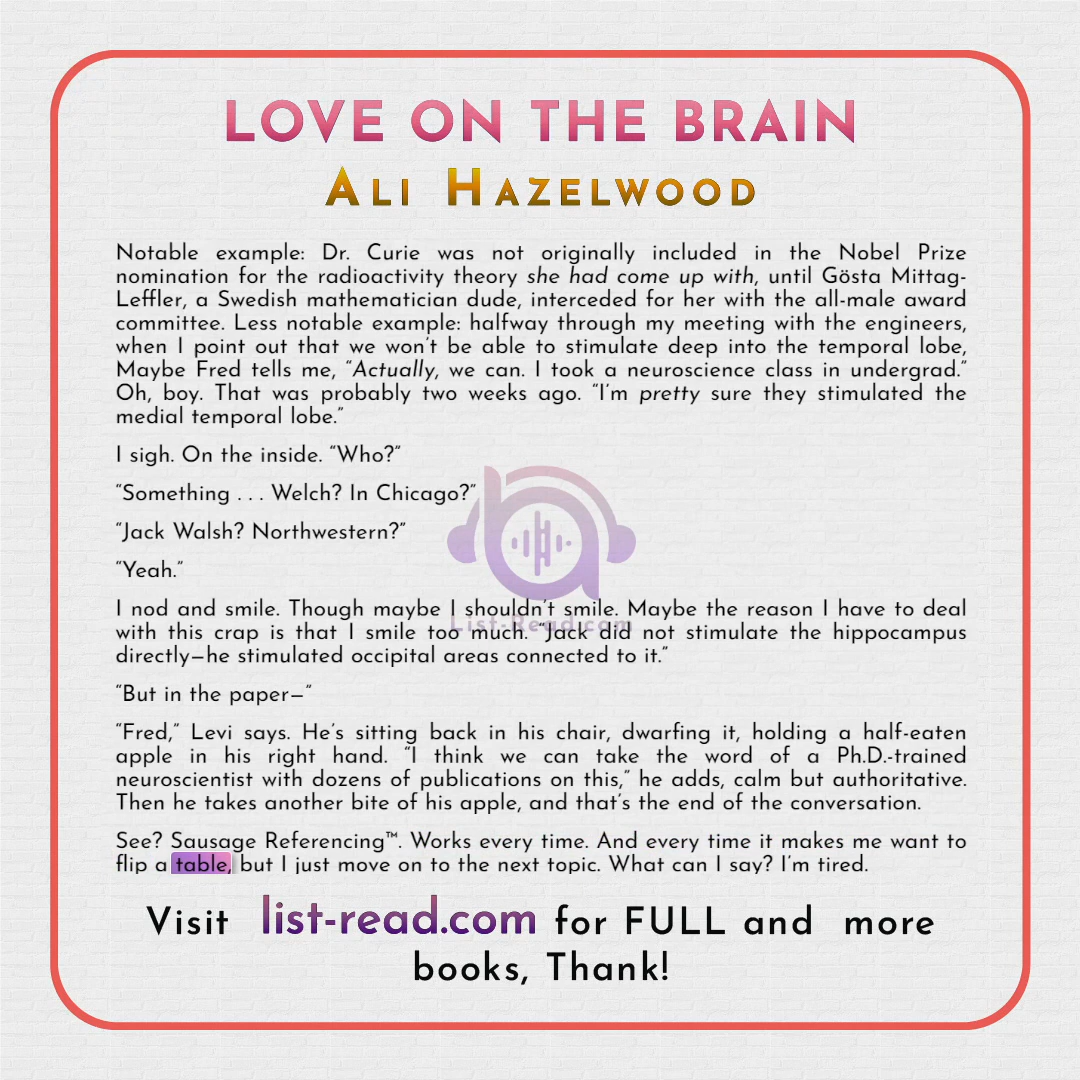 LOVE ON THE BRAIN
ALI HAZELWOOD
Notable example: Dr. Curie was not originally included in the Nobel Prize
nomination for the radioactivity theory she had come up with, until Gösta Mittag-
Leffler, a Swedish mathematician dude, interceded for her with the all-male award
committee. Less notable example: halfway through my meeting with the engineers,
when I point out that we won't be able to stimulate deep into the temporal lobe,
Maybe Fred tells me, “Actually, we can. I took a neuroscience class in undergrad.”
Oh, boy. That was probably two weeks ago. “I'm pretty sure they stimulated the
medial temporal lobe.”
I sigh. On the inside. “Who?”
“Something . . . Welch? In Chicago?”
“Jack Walsh? Northwestern?”
“Yeah.”
I nod and smile. Though maybe I shouldn't smile. Maybe the reason I have to deal
List-Read.com
with this crap is that I smile too much. “Jack did not stimulate the hippocampus
directly—he stimulated occipital areas connected to it.”
“But in the paper—”
“Fred,” Levi says. He's sitting back in his chair, dwarfing it, holding a half-eaten
apple in his right hand. “I think we can take the word of a Ph.D.-trained
neuroscientist with dozens of publications on this,” he adds, calm but authoritative.
Then he takes another bite of his apple, and that's the end of the conversation.
See? Sausage Referencing™. Works every time. And every time it makes me want to
flip a table, but I just move on to the next topic. What can I say? I'm tired.
Visit list-read.com for FULL and more
books, Thank!